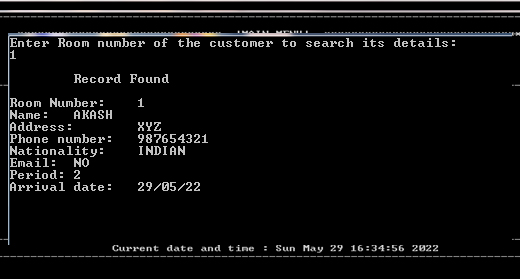 Enter Room number of the customer to search its details:
1
Record Found
Room Number: 1
Name: AKASH
Address: XYZ
Phone number: 987654321
Nationality: INDIAN
Email: NO
Period: 2
Arrival date: 29/05/22
Current date and time : Sun May 29 16:34:56 2022